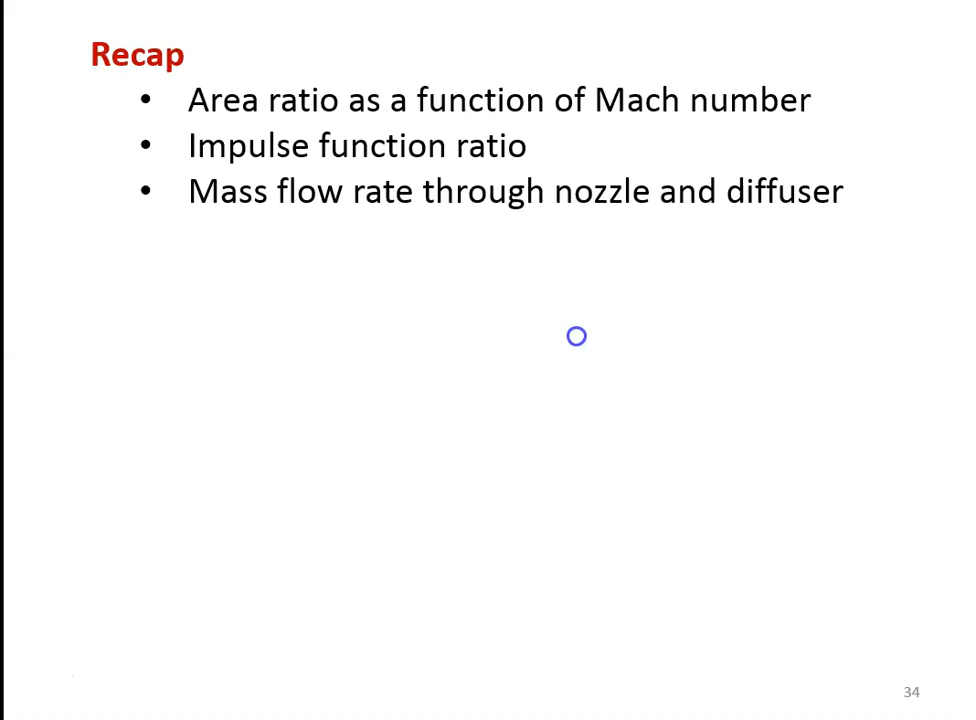 Recap
• Area ratio as a function of Mach number
• Impulse function ratio
• Mass flow rate through nozzle and diffuser
34